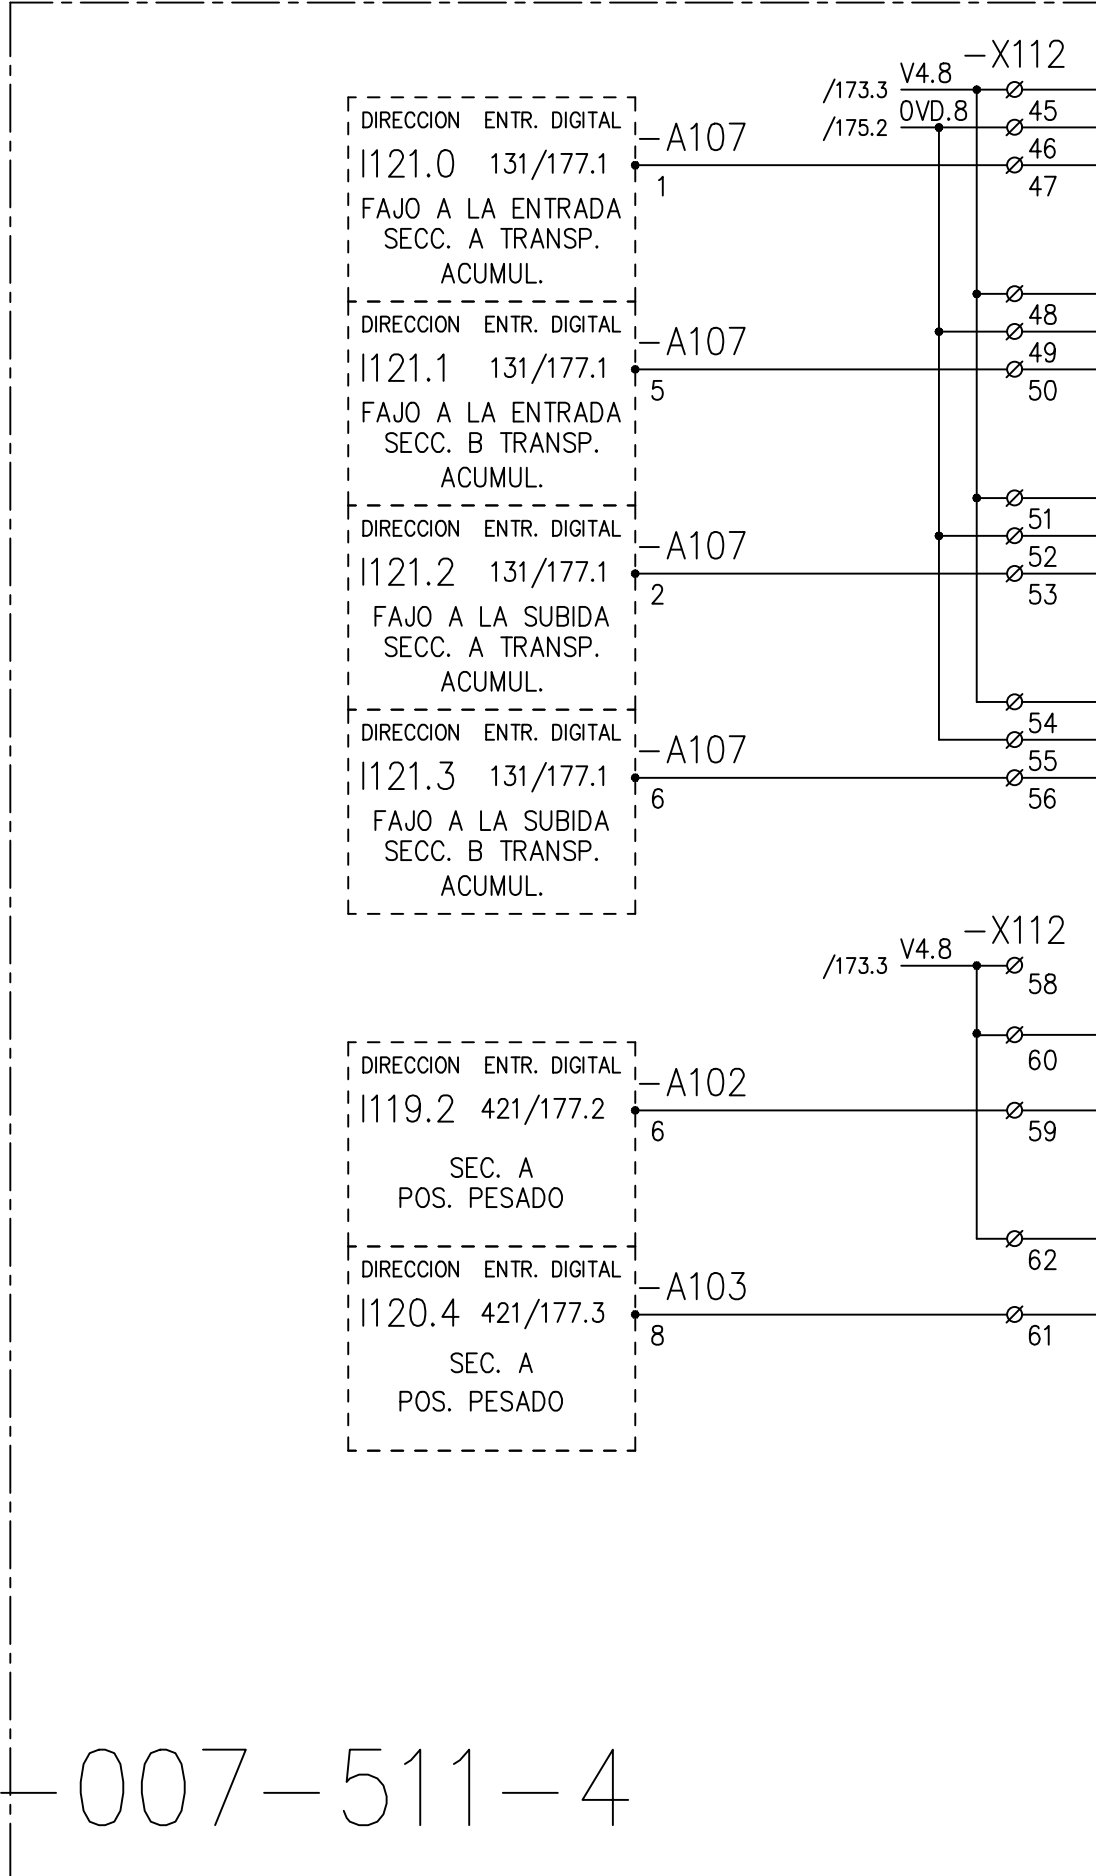 -X112
/173.3 V4.8
45
/175.2 0VD.8
46
DIRECCION ENTR. DIGITAL
-A107
I121.0 131/177.1
1
47
FAJO A LA ENTRADA
SECC. A TRANSP.
ACUMUL.
48
DIRECCION ENTR. DIGITAL
-A107
49
I121.1 131/177.1
5
50
FAJO A LA ENTRADA
SECC. B TRANSP.
ACUMUL.
51
DIRECCION ENTR. DIGITAL
-A107
52
I121.2 131/177.1
2
53
FAJO A LA SUBIDA
SECC. A TRANSP.
ACUMUL.
54
DIRECCION ENTR. DIGITAL
-A107
55
I121.3 131/177.1
6
56
FAJO A LA SUBIDA
SECC. B TRANSP.
ACUMUL.
-X112
/173.3 V4.8
58
60
DIRECCION ENTR. DIGITAL
-A102
I119.2 421/177.2
6
59
SEC. A
POS. PESADO
62
DIRECCION ENTR. DIGITAL
-A103
I120.4 421/177.3
8
61
SEC. A
POS. PESADO
-007-511-4